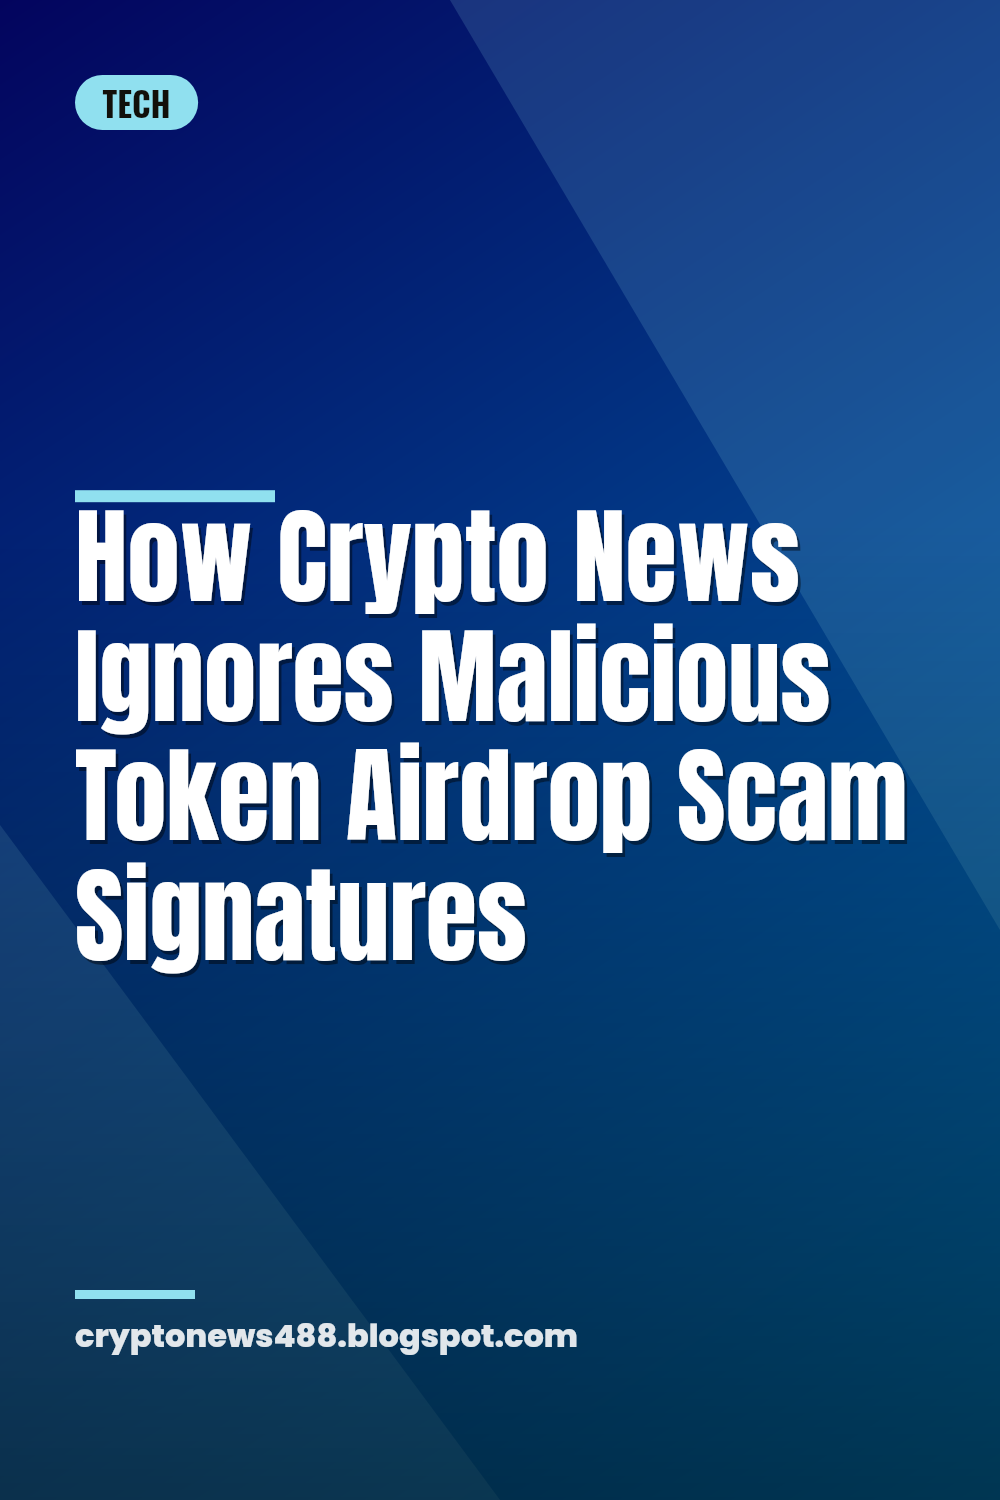 TECH
How Crypto News
Ignores Malicious
Token Airdrop Scam
Signatures
cryptonews488.blogspot.com